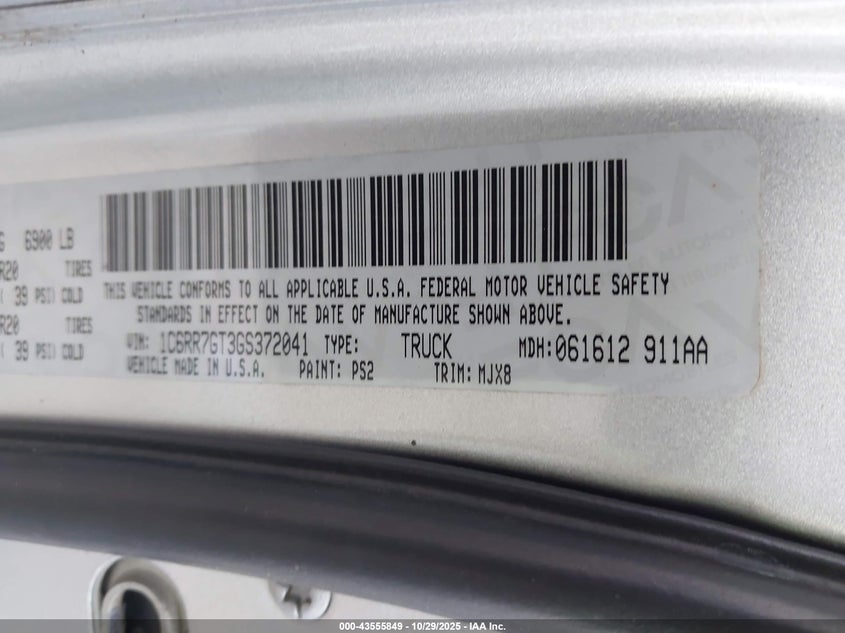 G 6900 LB
R20 TIRES
( 39 PSI) COLD
R20 TIRES
( 39 PSI) COLD
THIS VEHICLE CONFORMS TO ALL APPLICABLE U.S.A. FEDERAL MOTOR VEHICLE SAFETY
STANDARDS IN EFFECT ON THE DATE OF MANUFACTURE SHOWN ABOVE.
VIN: 1C6RR7GT3GS372041 TYPE: TRUCK MDH: 061612 911AA
VEHICLE MADE IN U.S.A. PAINT: PS2 TRIM: MJX8
000-43555849 - 10/29/2025 - IAA Inc.